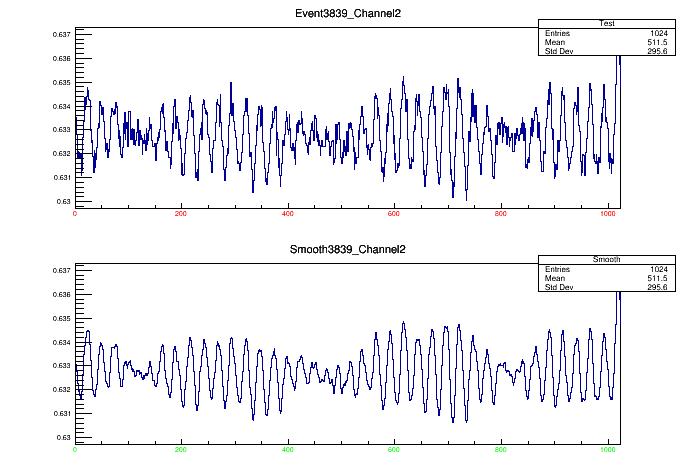 Event3839_Channel2
Test
Entries 1024
Mean 511.5
Std Dev 295.6
0.637
0.636
0.635
0.634
0.633
0.632
0.631
0.63
0 200 400 600 800 1000
Smooth3839_Channel2
Smooth
Entries 1024
Mean 511.5
Std Dev 295.6
0.637
0.636
0.635
0.634
0.633
0.632
0.631
0.63
0 200 400 600 800 1000